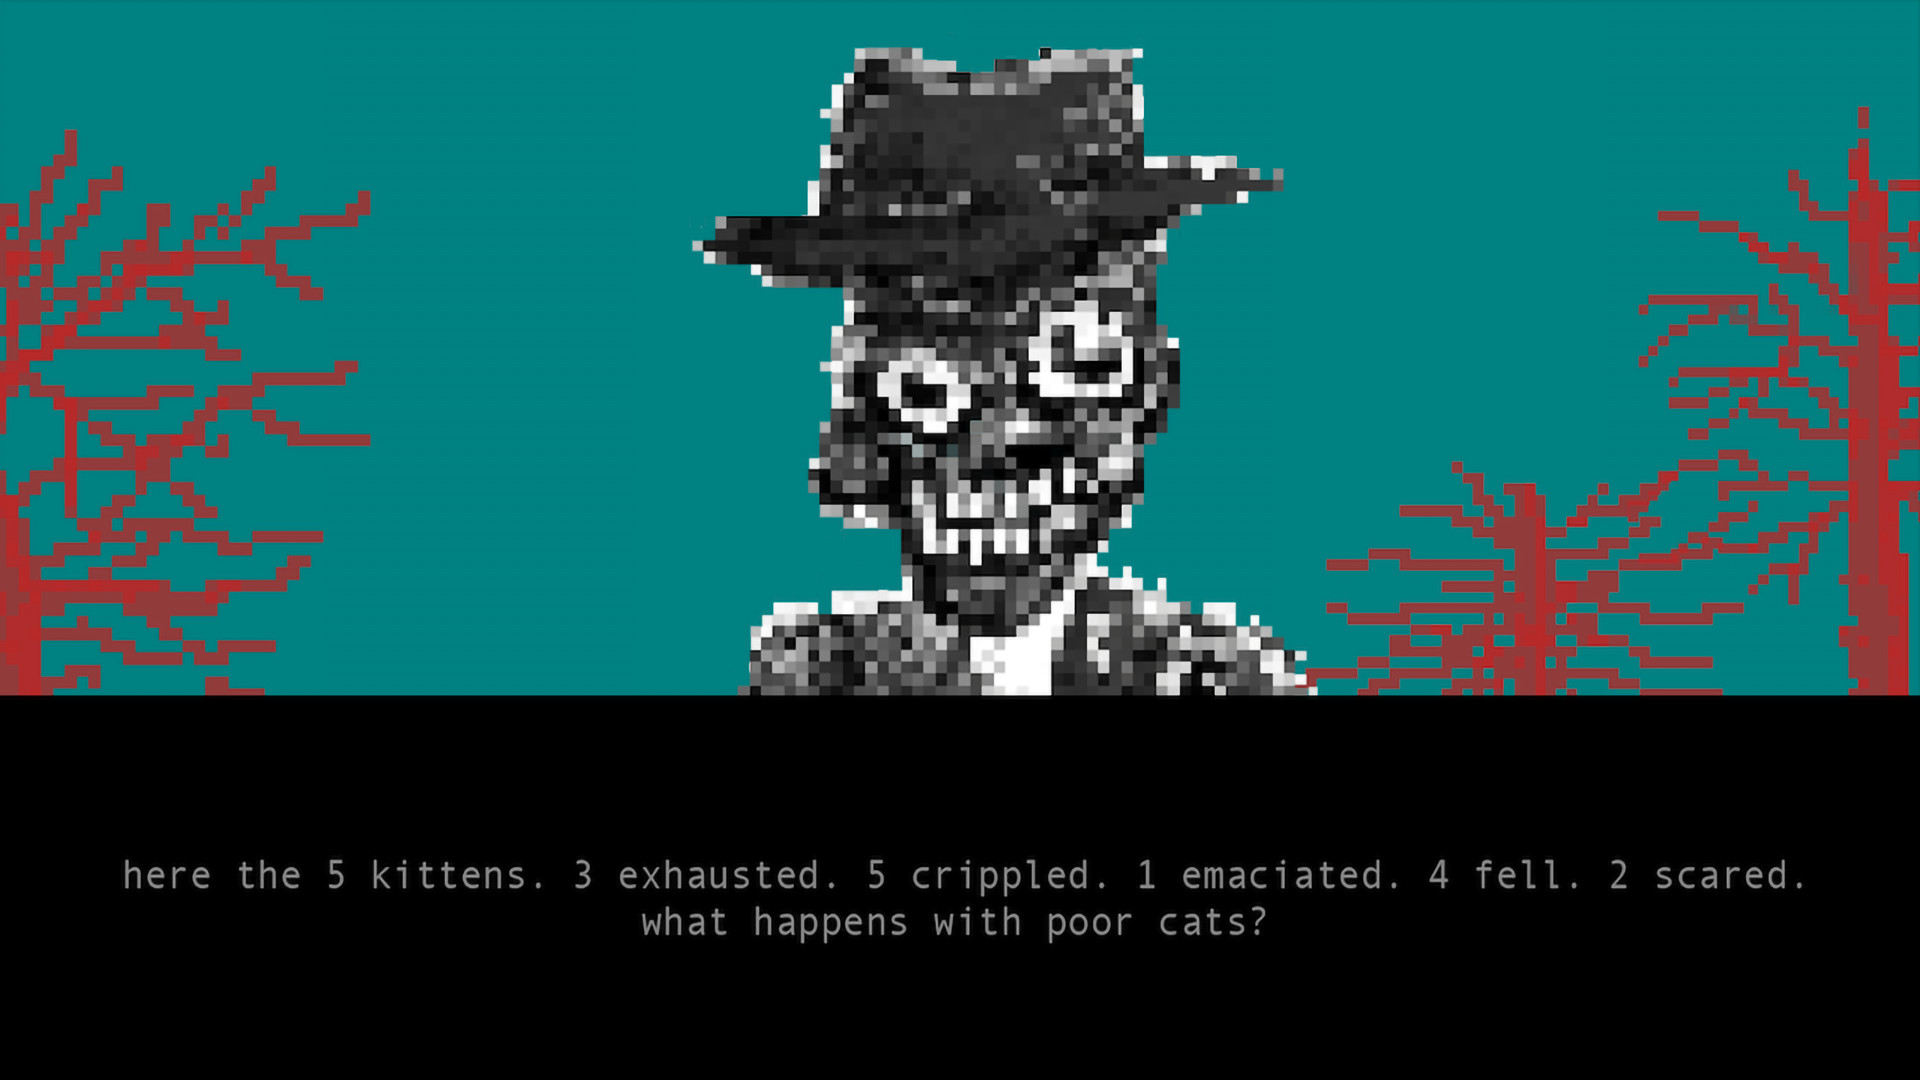 here the 5 kittens. 3 exhausted. 5 crippled. 1 emaciated. 4 fell. 2 scared.
what happens with poor cats?